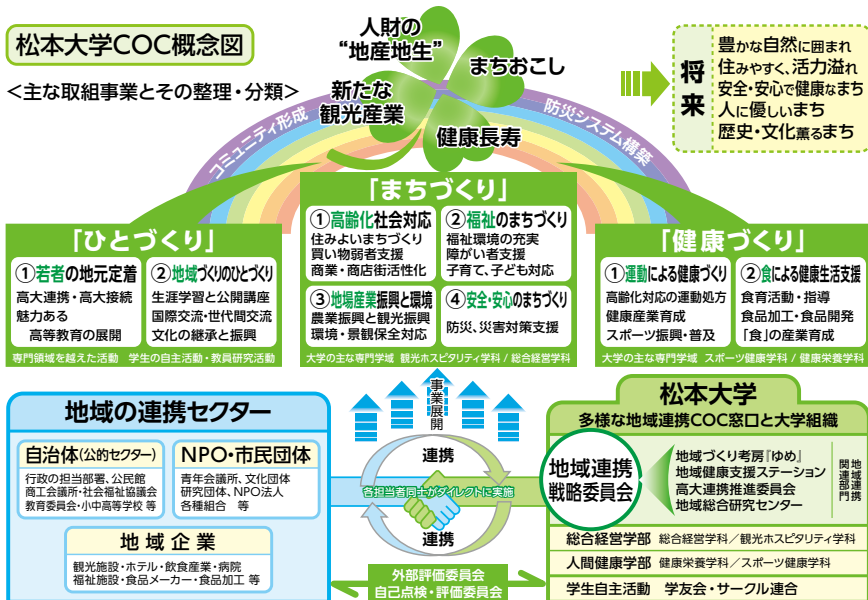 松本大学COC概念図
<主な取組事業とその整理・分類>
人財の
“地産地生”
まちおこし
新たな
観光産業
健康長寿
コミュニティ形成
防災システム構築
将来
豊かな自然に囲まれ
住みやすく、活力溢れ
安全・安心で健康なまち
人に優しいまち
歴史・文化薫るまち
「ひとづくり」
①若者の地元定着
高大連携・高大接続
魅力ある
高等教育の展開
②地域づくりのひとづくり
生涯学習と公開講座
国際交流・世代間交流
文化の継承と振興
専門領域を越えた活動 学生の自主活動・教員研究活動
「まちづくり」
①高齢化社会対応
住みよいまちづくり
買い物弱者支援
商業・商店街活性化
②福祉のまちづくり
福祉環境の充実
障がい者支援
子育て、子ども対応
③地場産業振興と環境
農業振興と観光振興
環境・景観保全対応
④安全・安心のまちづくり
防災、災害対策支援
大学の主な専門学域 観光ホスピタリティ学科 / 総合経営学科
「健康づくり」
①運動による健康づくり
高齢化対応の運動処方
健康産業育成
スポーツ振興・普及
②食による健康生活支援
食育活動・指導
食品加工・食品開発
「食」の産業育成
大学の主な専門学域 スポーツ健康学科 / 健康栄養学科
地域の連携セクター
自治体(公的セクター)
行政の担当部署、公民館
商工会議所・社会福祉協議会
教育委員会・小中高等学校 等
NPO・市民団体
青年会議所、文化団体
研究団体、NPO法人
各種組合 等
地域企業
観光施設・ホテル・飲食産業・病院
福祉施設・食品メーカー・食品加工 等
事業展開
連携
各担当者同士がダイレクトに実施
連携
外部評価委員会
自己点検・評価委員会
松本大学
多様な地域連携COC窓口と大学組織
地域連携
戦略委員会
地域づくり考房『ゆめ』
地域健康支援ステーション
高大連携推進委員会
地域総合研究センター
地域連携
関連部門
総合経営学部 総合経営学科／観光ホスピタリティ学科
人間健康学部 健康栄養学科／スポーツ健康学科
学生自主活動 学友会・サークル連合